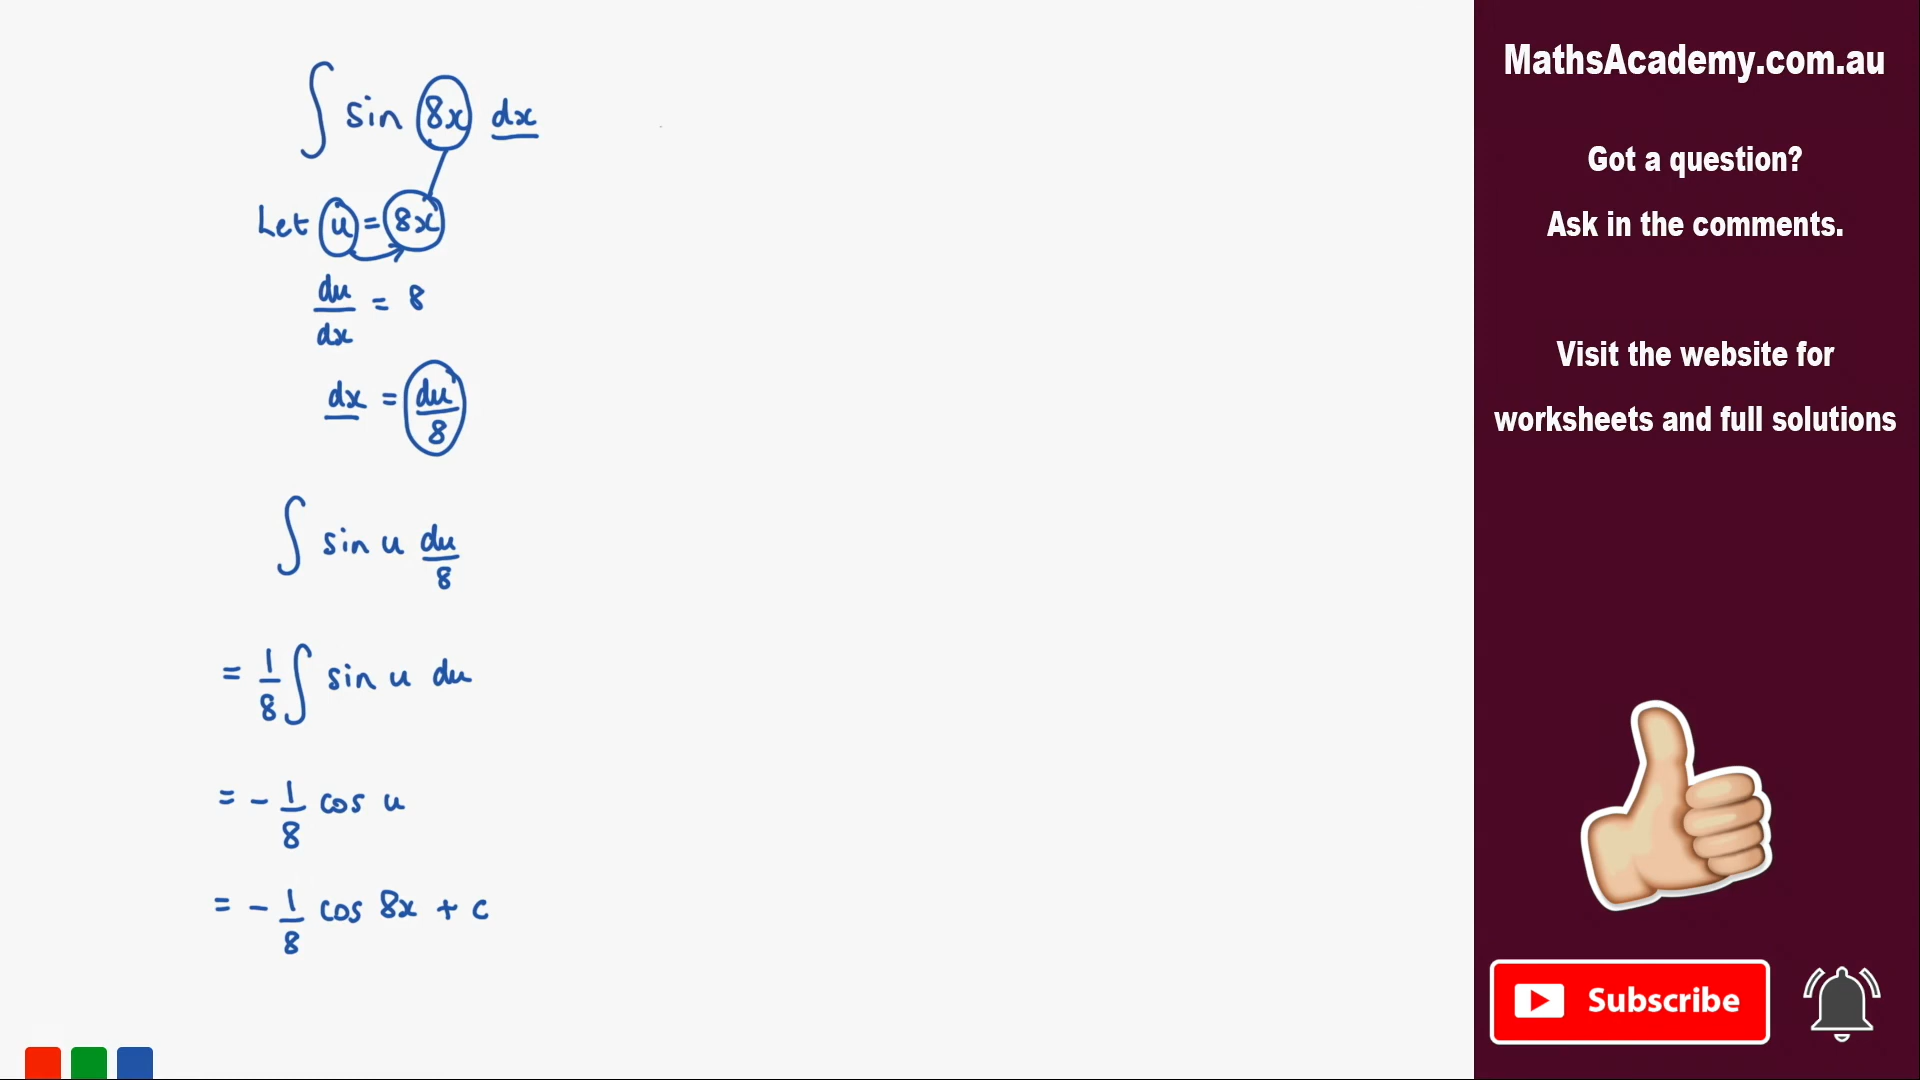 ∫ sin 8x dx
Let u = 8x
du/dx = 8
dx = du/8
∫ sin u du/8
= 1/8 ∫ sin u du
= - 1/8 cos u
= - 1/8 cos 8x + c
MathsAcademy.com.au
Got a question?
Ask in the comments.
Visit the website for
worksheets and full solutions
Subscribe